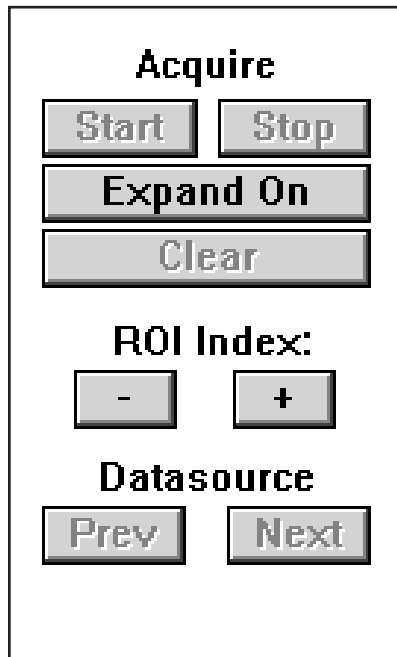 Acquire
Start Stop
Expand On
Clear
ROI Index:
- +
Datasource
Prev Next